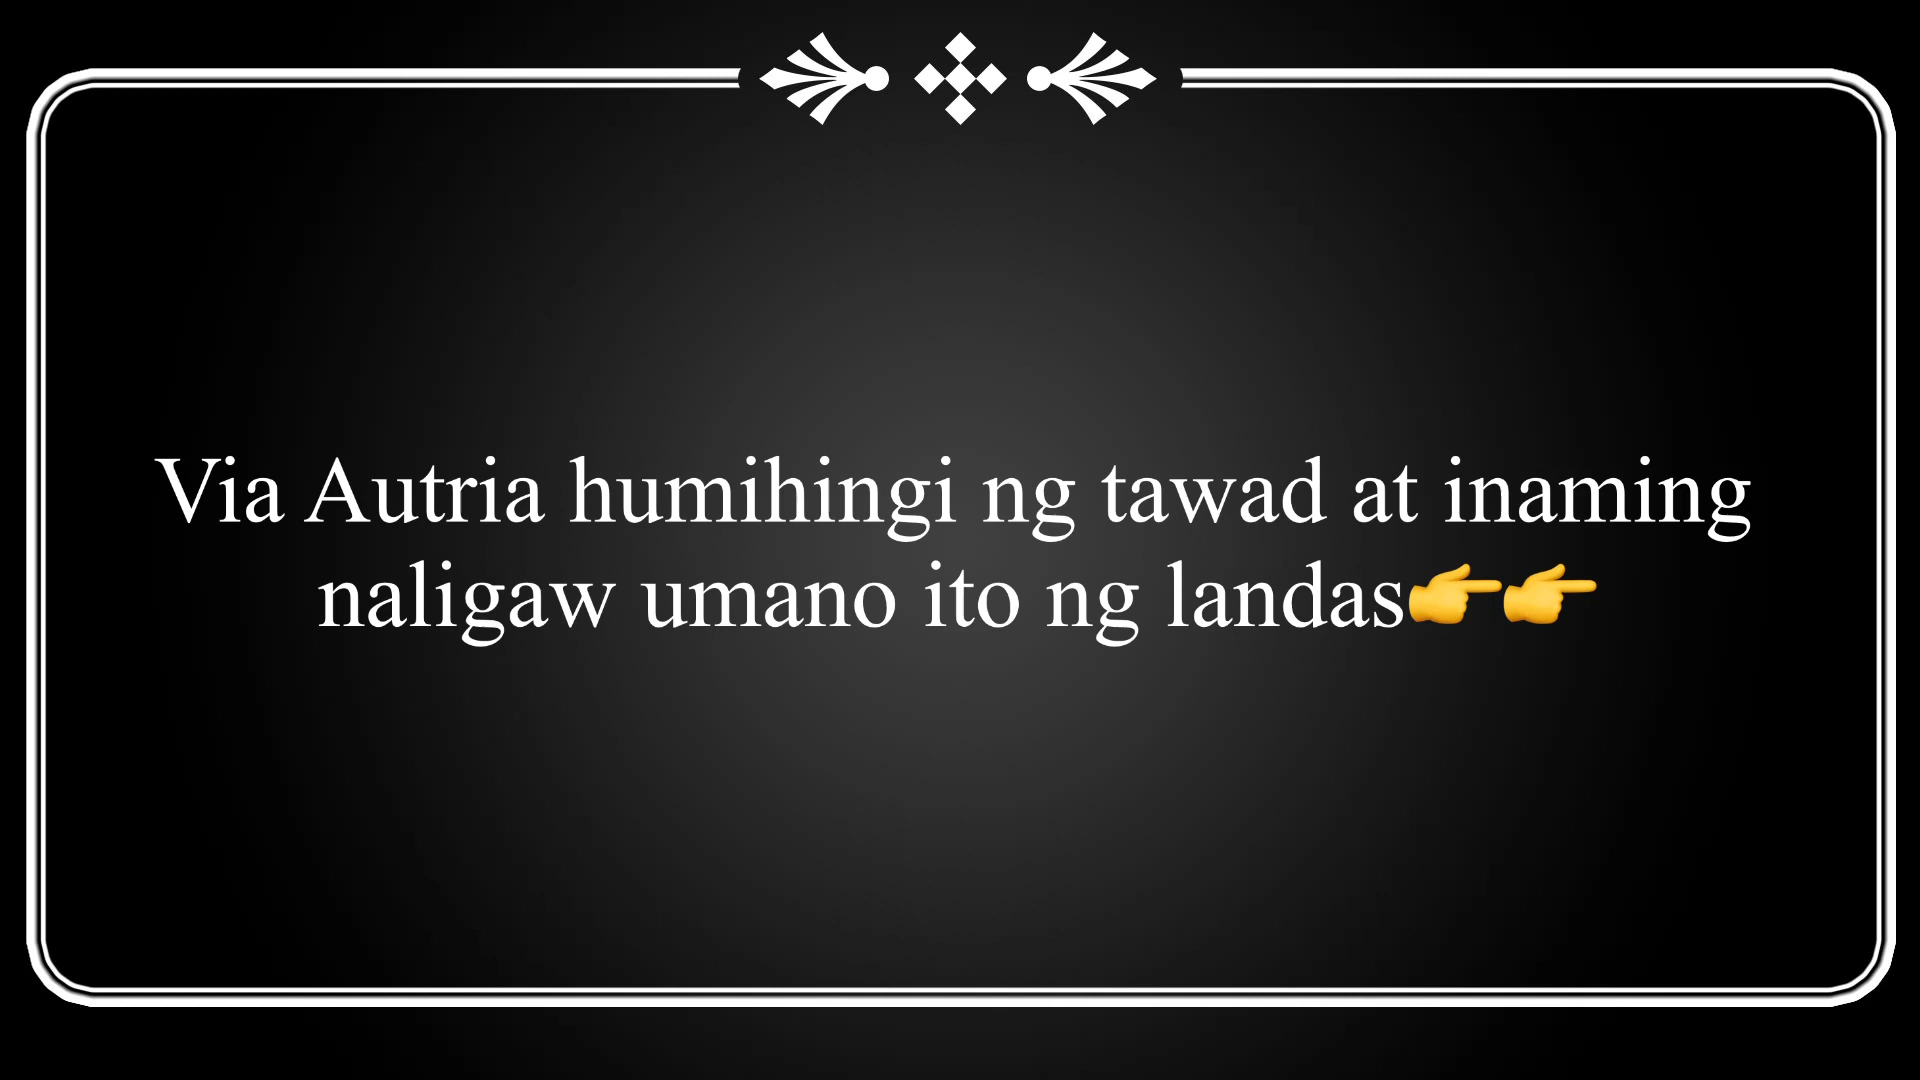 Via Autria humihingi ng tawad at inaming
naligaw umano ito ng landas👉👉